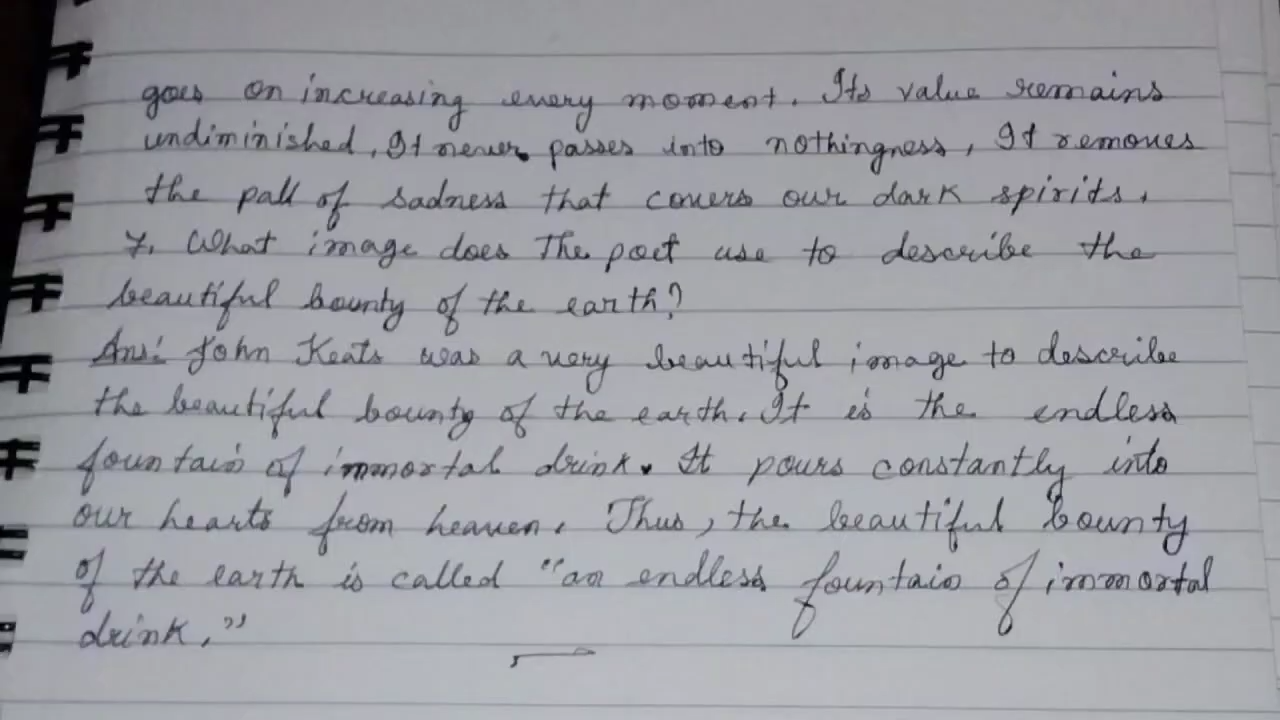 goes on increasing every moment. Its value remains
undiminished, It never passes into nothingness, It removes
the pall of sadness that covers our dark spirits.
7. What image does The poet use to describe the
beautiful bounty of the earth?
Ans: John Keats was a very beautiful image to describe
the beautiful bounty of the earth. It is the endless
fountain of immortal drink. It pours constantly into
our hearts from heaven. Thus, the beautiful bounty
of the earth is called "an endless fountain of immortal
drink."